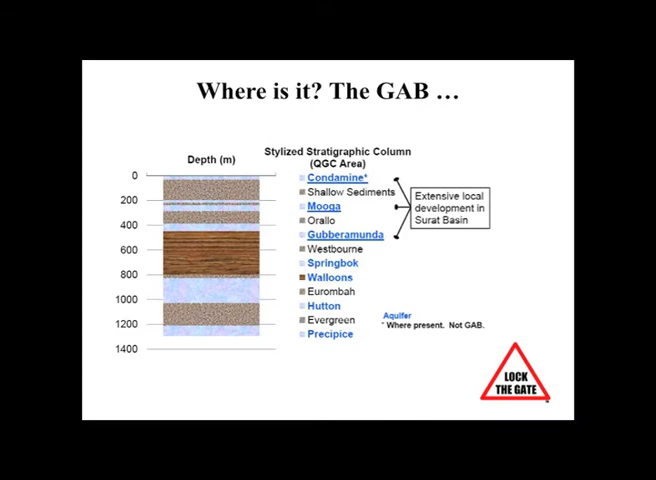 Where is it? The GAB …
Depth (m)
Stylized Stratigraphic Column
(QGC Area)
0
200
400
600
800
1000
1200
1400
Condamine*
Shallow Sediments
Mooga
Orallo
Gubberamunda
Westbourne
Springbok
Walloons
Eurombah
Hutton
Evergreen
Precipice
Extensive local
development in
Surat Basin
Aquifer
* Where present. Not GAB.
LOCK
THE GATE